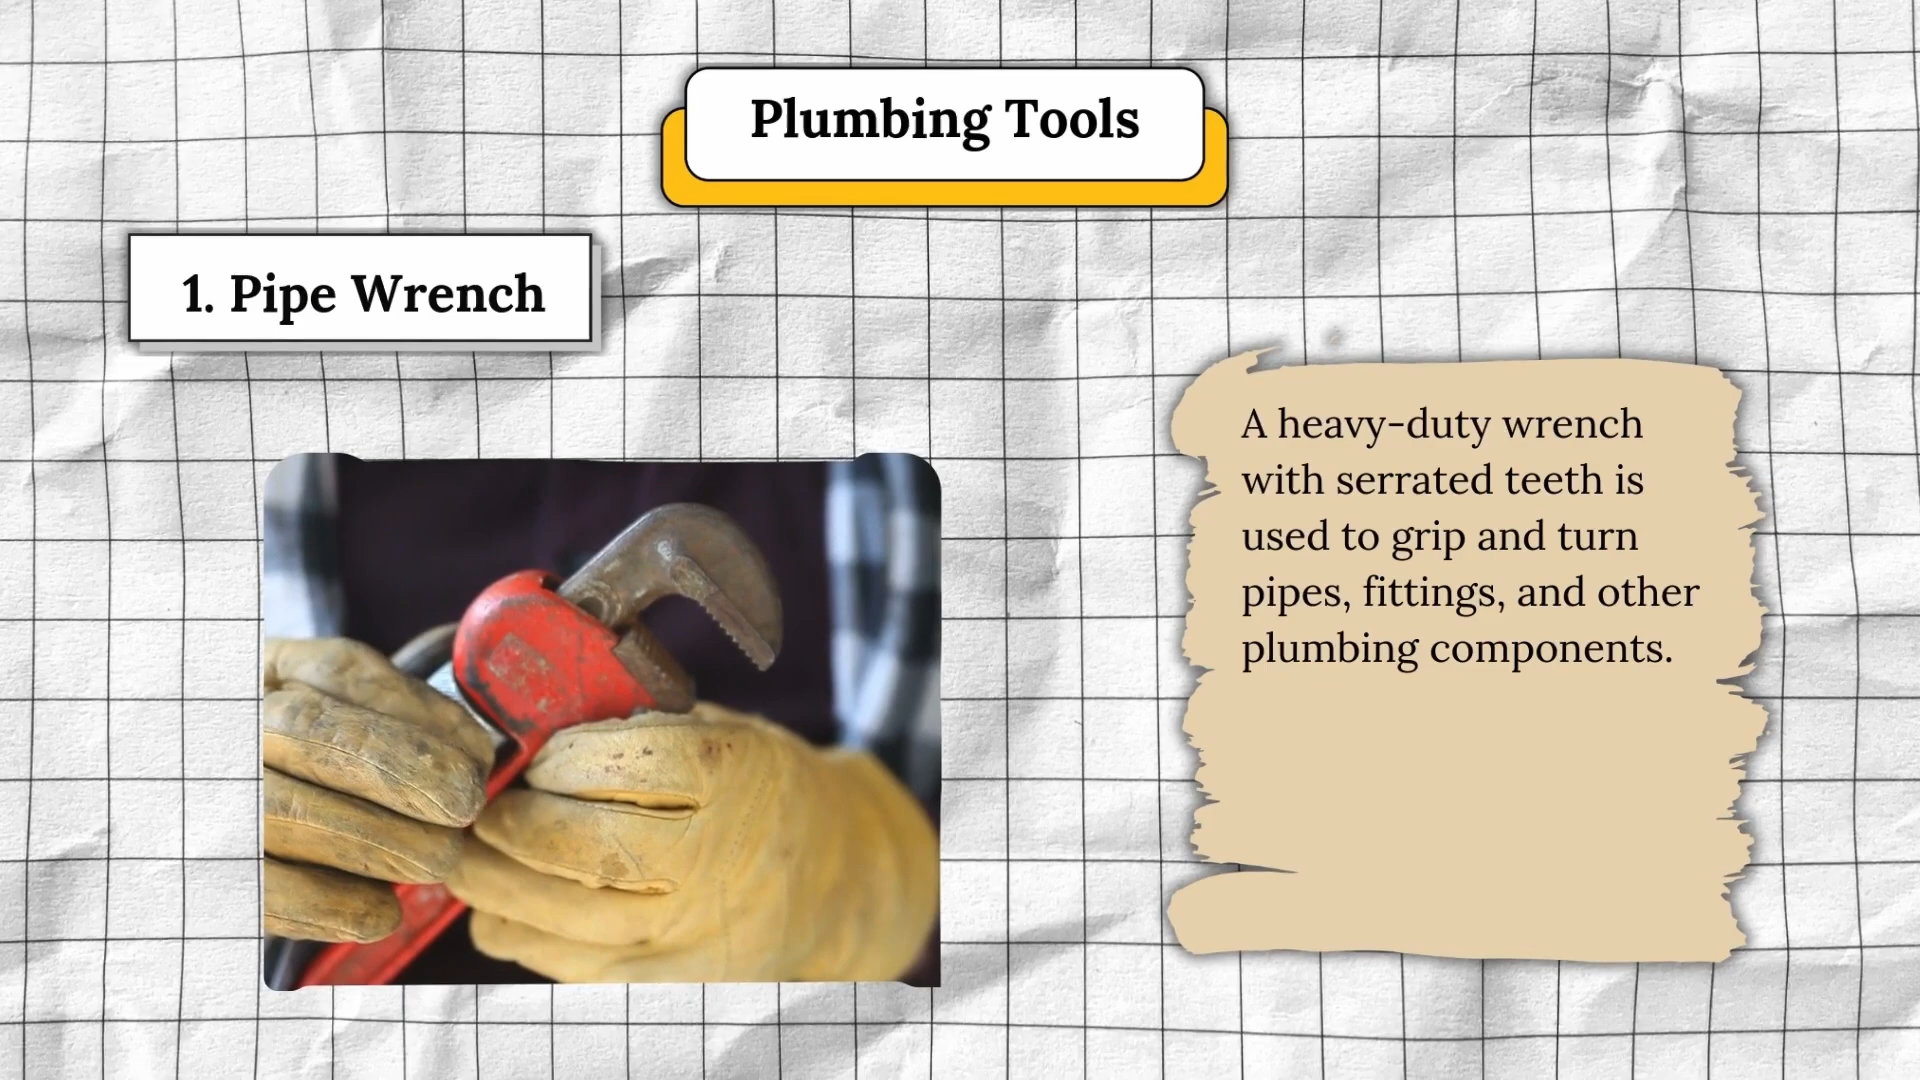 Plumbing Tools
1. Pipe Wrench
A heavy-duty wrench
with serrated teeth is
used to grip and turn
pipes, fittings, and other
plumbing components.